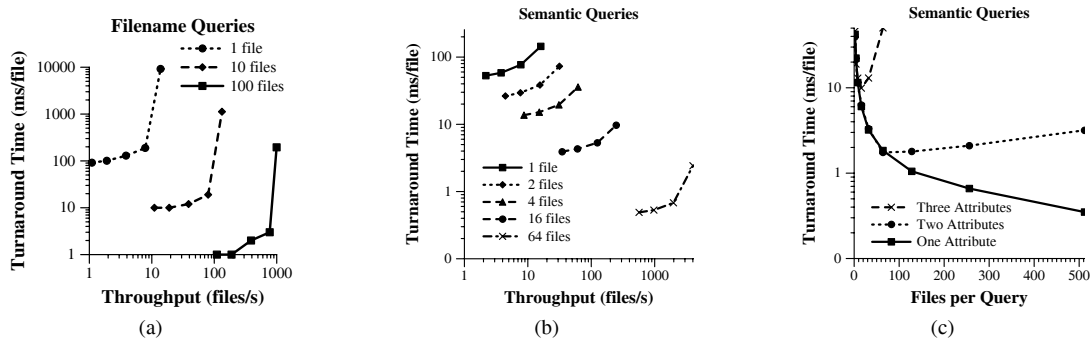 Filename Queries
1 file
10 files
100 files
Turnaround Time (ms/file)
10000
1000
100
10
1
1
10
100
1000
Throughput (files/s)
(a)
Semantic Queries
Turnaround Time (ms/file)
100
10
1
0
1 file
2 files
4 files
16 files
64 files
1
10
100
1000
Throughput (files/s)
(b)
Semantic Queries
Turnaround Time (ms/file)
10
1
0
Three Attributes
Two Attributes
One Attribute
0
100
200
300
400
500
Files per Query
(c)